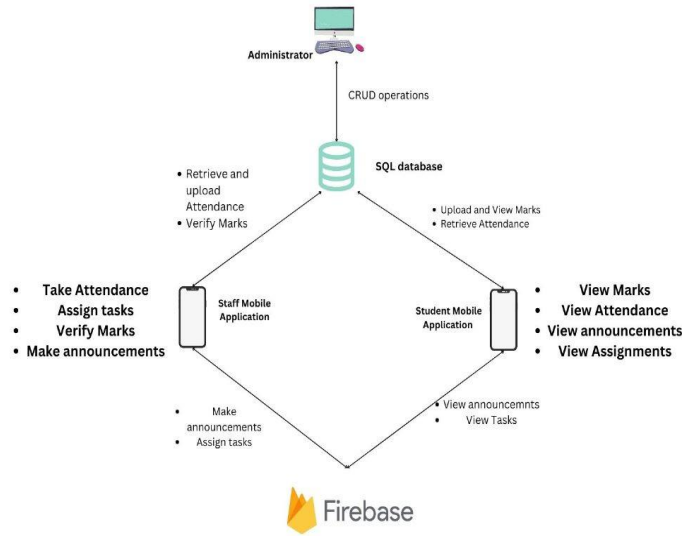 Administrator
CRUD operations
SQL database
• Retrieve and
upload
Attendance
• Verify Marks
• Upload and View Marks
• Retrieve Attendance
• Take Attendance
• Assign tasks
• Verify Marks
• Make announcements
Staff Mobile
Application
Student Mobile
Application
• View Marks
• View Attendance
• View announcements
• View Assignments
• Make
announcements
• Assign tasks
• View announcemnts
• View Tasks
Firebase